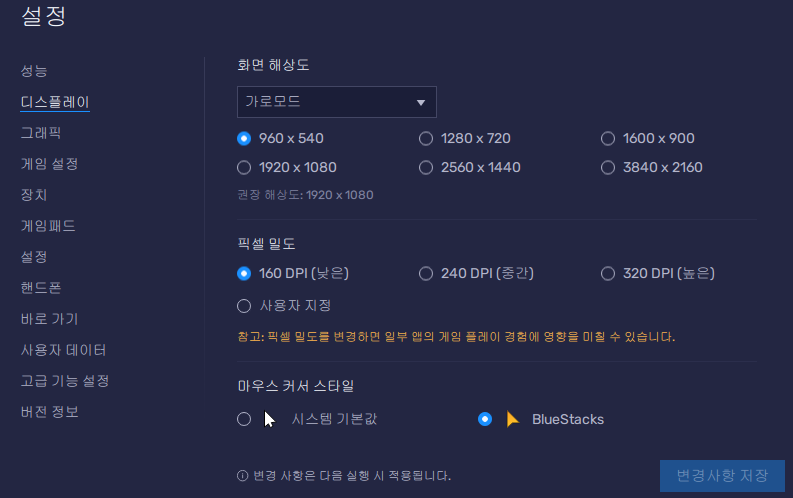 설정
성능
디스플레이
그래픽
게임 설정
장치
게임패드
설정
핸드폰
바로 가기
사용자 데이터
고급 기능 설정
버전 정보
화면 해상도
가로모드
960 x 540 1280 x 720 1600 x 900
1920 x 1080 2560 x 1440 3840 x 2160
권장 해상도: 1920 x 1080
픽셀 밀도
160 DPI (낮은) 240 DPI (중간) 320 DPI (높은)
사용자 지정
참고: 픽셀 밀도를 변경하면 일부 앱의 게임 플레이 경험에 영향을 미칠 수 있습니다.
마우스 커서 스타일
시스템 기본값 BlueStacks
변경 사항은 다음 실행 시 적용됩니다.
변경사항 저장